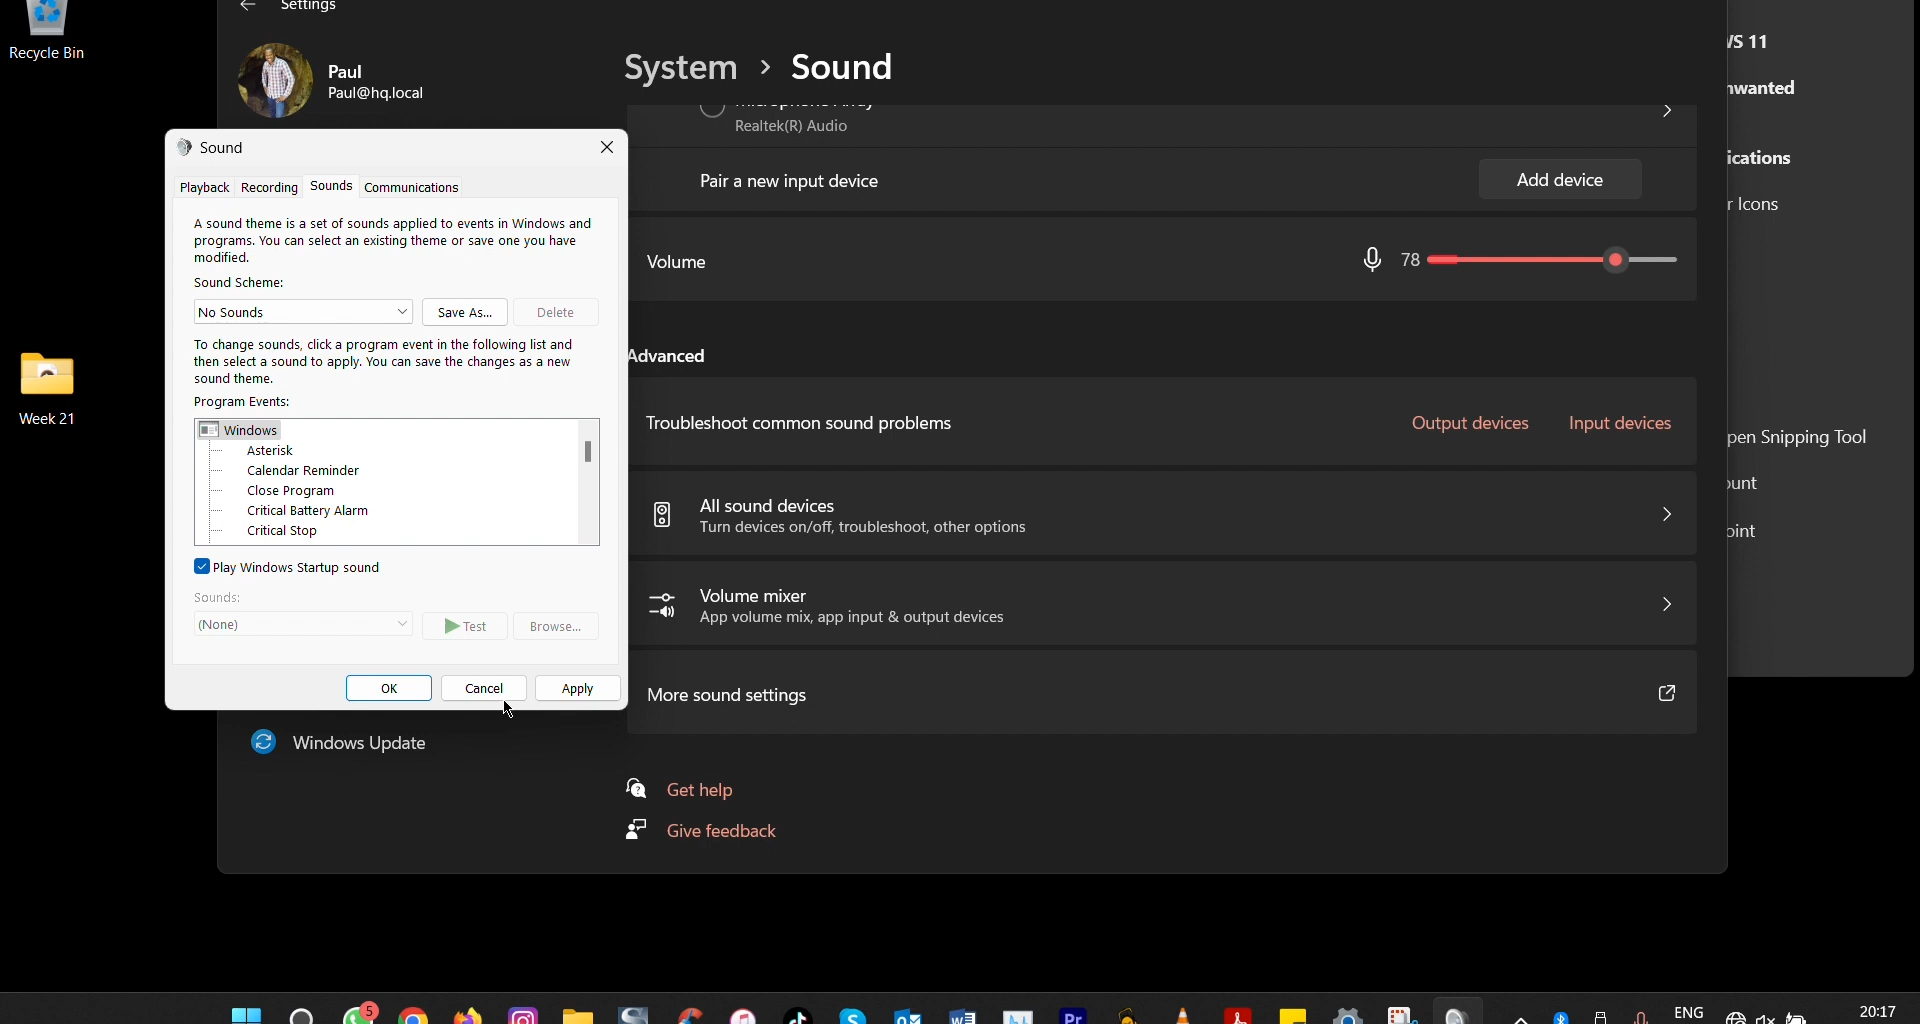 Recycle Bin
Week 21
Settings
Paul
Paul@hq.local
System > Sound
Realtek(R) Audio
Pair a new input device
Add device
Volume
78
Advanced
Troubleshoot common sound problems
Output devices
Input devices
All sound devices
Turn devices on/off, troubleshoot, other options
Volume mixer
App volume mix, app input & output devices
More sound settings
Get help
Give feedback
Windows Update
Sound
Playback
Recording
Sounds
Communications
A sound theme is a set of sounds applied to events in Windows and
programs. You can select an existing theme or save one you have
modified.
Sound Scheme:
No Sounds
Save As...
Delete
To change sounds, click a program event in the following list and
then select a sound to apply. You can save the changes as a new
sound theme.
Program Events:
Windows
Asterisk
Calendar Reminder
Close Program
Critical Battery Alarm
Critical Stop
Play Windows Startup sound
Sounds:
(None)
Test
Browse...
OK
Cancel
Apply
11
Icons
Snipping Tool
5
Pr
ENG
20:17